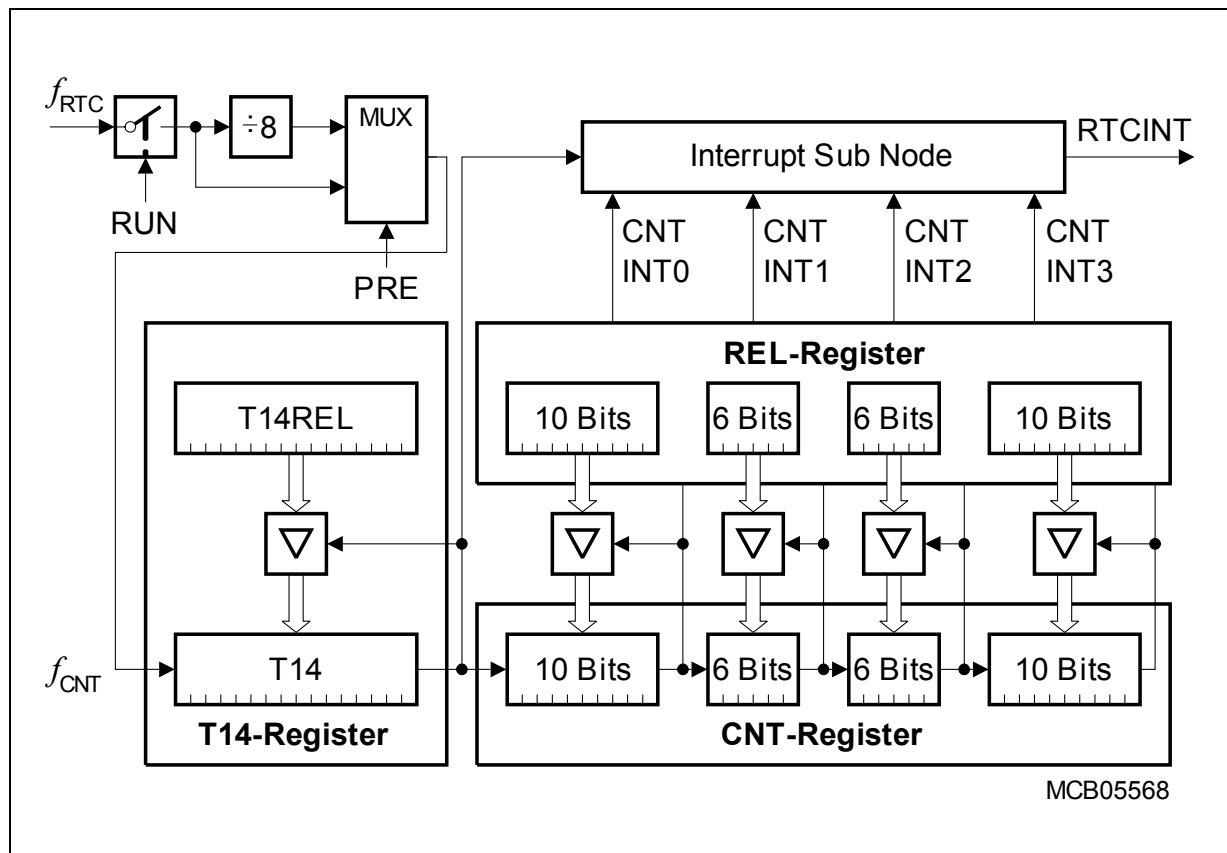 fRTC
÷8
MUX
RUN
PRE
Interrupt Sub Node
RTCINT
CNT
INT0
CNT
INT1
CNT
INT2
CNT
INT3
T14REL
REL-Register
10 Bits
6 Bits
6 Bits
10 Bits
fCNT
T14
T14-Register
10 Bits
6 Bits
6 Bits
10 Bits
CNT-Register
MCB05568